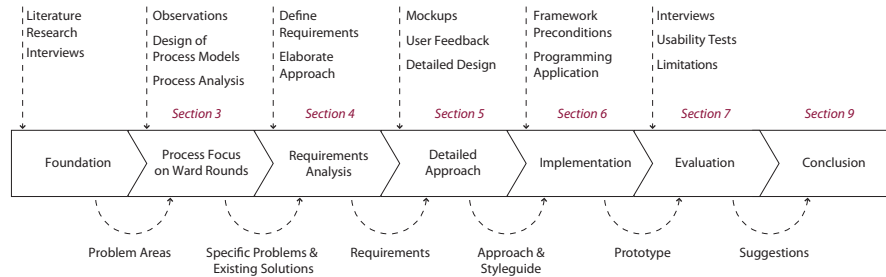 Literature
Research
Interviews
Observations
Design of
Process Models
Process Analysis
Define
Requirements
Elaborate
Approach
Mockups
User Feedback
Detailed Design
Framework
Preconditions
Programming
Application
Interviews
Usability Tests
Limitations
Section 3
Section 4
Section 5
Section 6
Section 7
Section 9
Foundation
Process Focus
on Ward Rounds
Requirements
Analysis
Detailed
Approach
Implementation
Evaluation
Conclusion
Problem Areas
Specific Problems &
Existing Solutions
Requirements
Approach &
Styleguide
Prototype
Suggestions